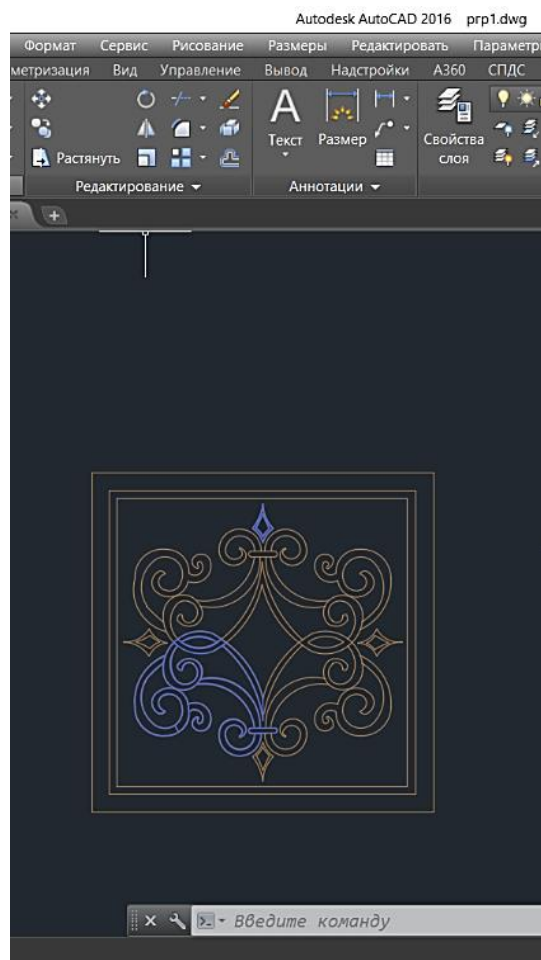 Autodesk AutoCAD 2016 prp1.dwg
Формат Сервис Рисование Размеры Редактировать Параметри
метризация Вид Управление Вывод Надстройки A360 СПДС
Растянуть
Текст
Размер
Свойства
слоя
Редактирование
Аннотации
Введите команду